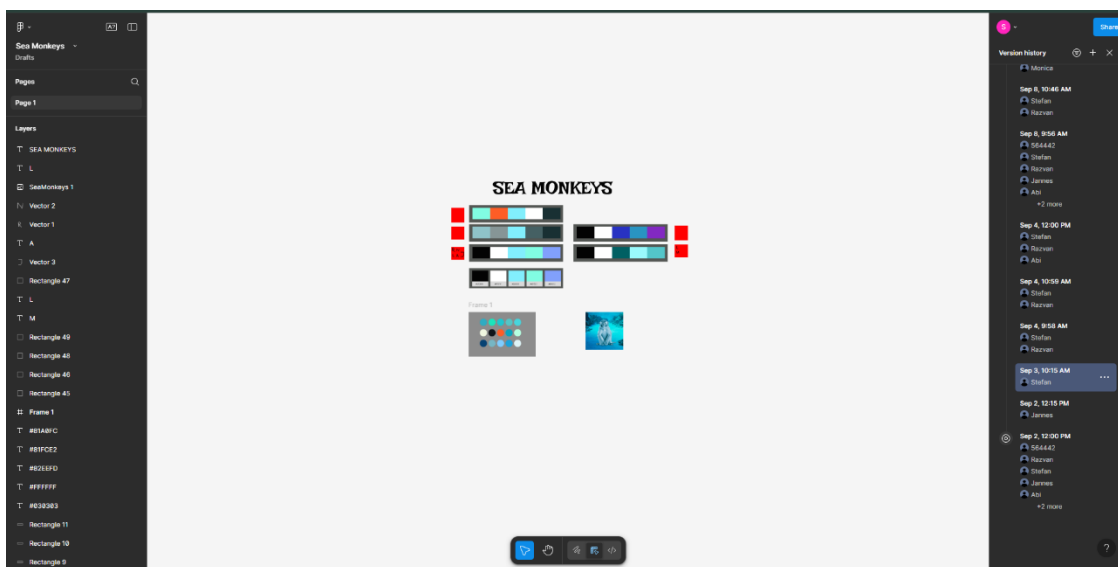 Sea Monkeys
Drafts
Pages
Page 1
Layers
SEA MONKEYS
L
SeaMonkeys 1
Vector 2
Vector 1
A
Vector 3
Rectangle 47
L
M
Rectangle 49
Rectangle 48
Rectangle 46
Rectangle 45
Frame 1
#81A0FC
#81FCE2
#82EEFD
#FFFFFF
#030303
Rectangle 11
Rectangle 10
Rectangle 9
SEA MONKEYS
Frame 1
S
Share
Version history
Monica
Sep 8, 10:46 AM
Stefan
Razvan
Sep 8, 9:56 AM
564442
Stefan
Razvan
Jannes
Abi
+2 more
Sep 4, 12:00 PM
Stefan
Razvan
Abi
Sep 4, 10:59 AM
Stefan
Razvan
Sep 4, 9:58 AM
Stefan
Razvan
Sep 3, 10:15 AM
Stefan
Sep 2, 12:15 PM
Jannes
Sep 2, 12:00 PM
564442
Razvan
Stefan
Jannes
Abi
+2 more
?